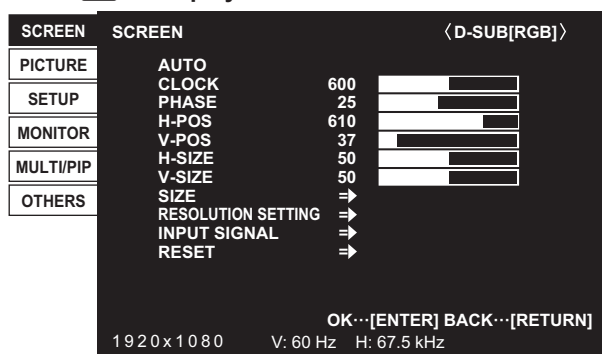 SCREEN
PICTURE
SETUP
MONITOR
MULTI/PIP
OTHERS
SCREEN 〈D-SUB[RGB]〉
AUTO
CLOCK 600
PHASE 25
H-POS 610
V-POS 37
H-SIZE 50
V-SIZE 50
SIZE ⇒
RESOLUTION SETTING ⇒
INPUT SIGNAL ⇒
RESET ⇒
OK···[ENTER] BACK···[RETURN]
1920x1080 V: 60 Hz H: 67.5 kHz